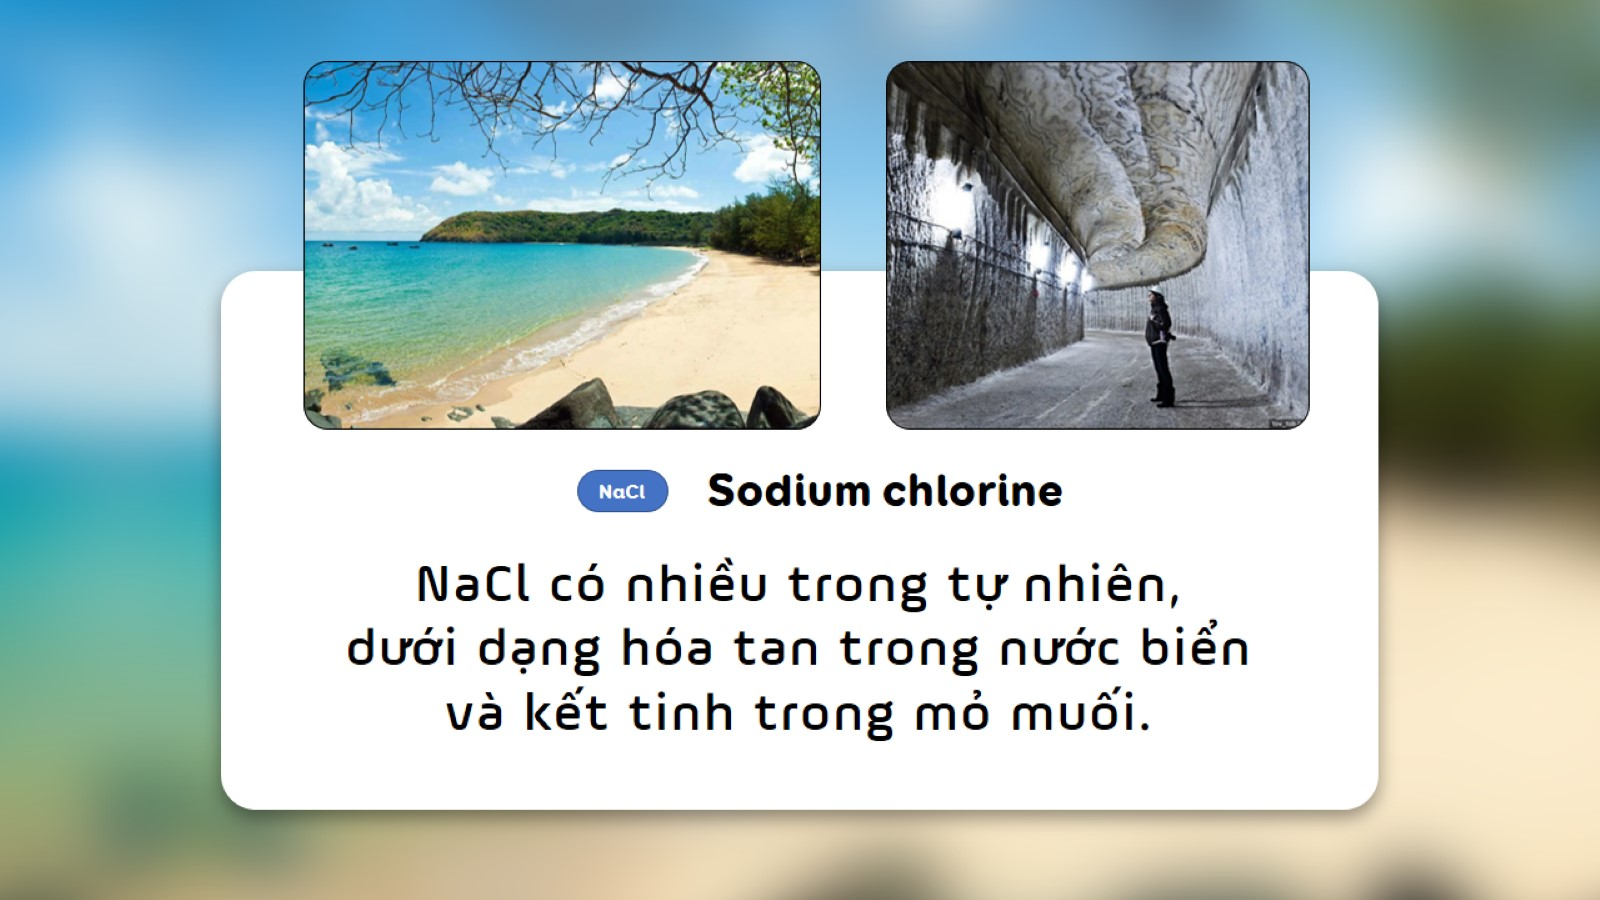 NaCl
Sodium chlorine
NaCl có nhiều trong tự nhiên,
dưới dạng hóa tan trong nước biển
và kết tinh trong mỏ muối.